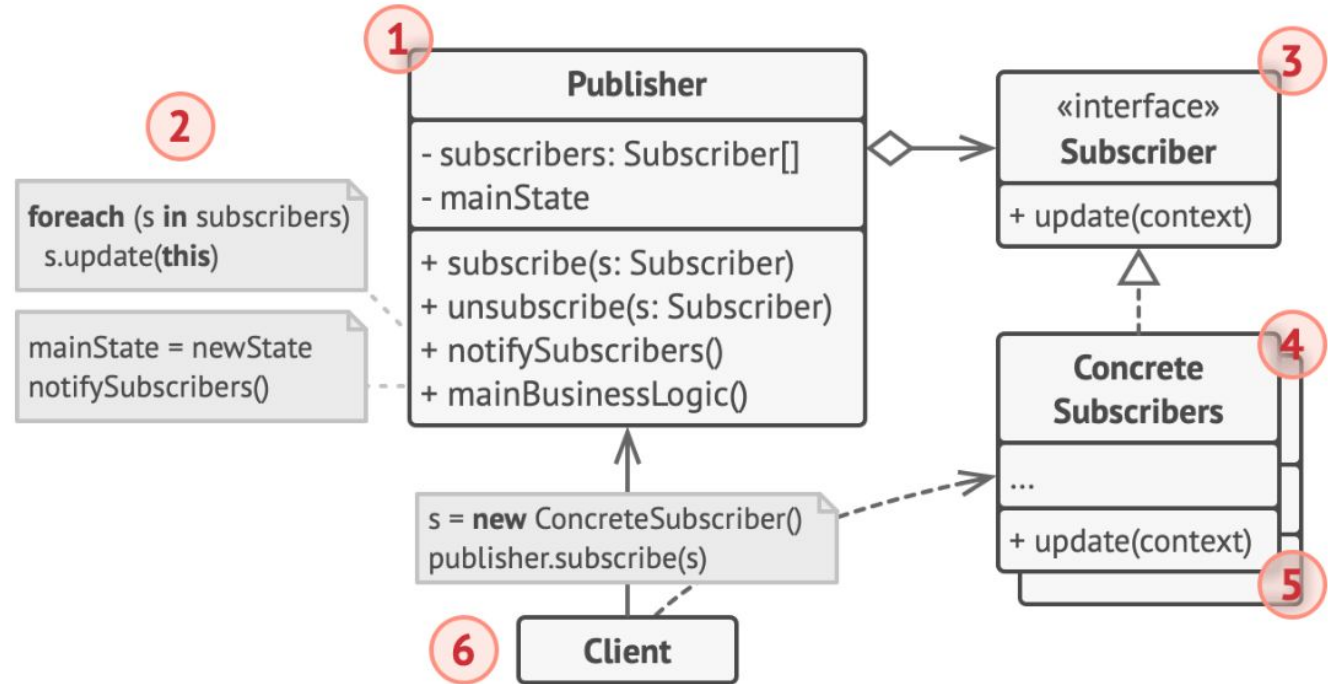 1
Publisher
- subscribers: Subscriber[]
- mainState
+ subscribe(s: Subscriber)
+ unsubscribe(s: Subscriber)
+ notifySubscribers()
+ mainBusinessLogic()
2
foreach (s in subscribers)
s.update(this)
mainState = newState
notifySubscribers()
3
«interface»
Subscriber
+ update(context)
4
Concrete
Subscribers
...
+ update(context)
5
s = new ConcreteSubscriber()
publisher.subscribe(s)
6
Client